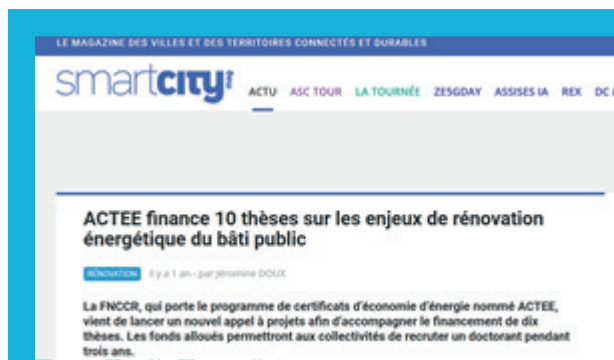 LE MAGAZINE DES VILLES ET DES TERRITOIRES CONNECTÉS ET DURABLES
smartcity
ACTU ASC TOUR LA TOURNÉE ZE5GDAY ASSISES IA REX DC
ACTEE finance 10 thèses sur les enjeux de rénovation
énergétique du bâti public
RÉNOVATION Il y a 1 an - par Jéromine DOUX
La FNCCR, qui porte le programme de certificats d'économie d'énergie nommé ACTEE,
vient de lancer un nouvel appel à projets afin d'accompagner le financement de dix
thèses. Les fonds alloués permettront aux collectivités de recruter un doctorant pendant
trois ans.